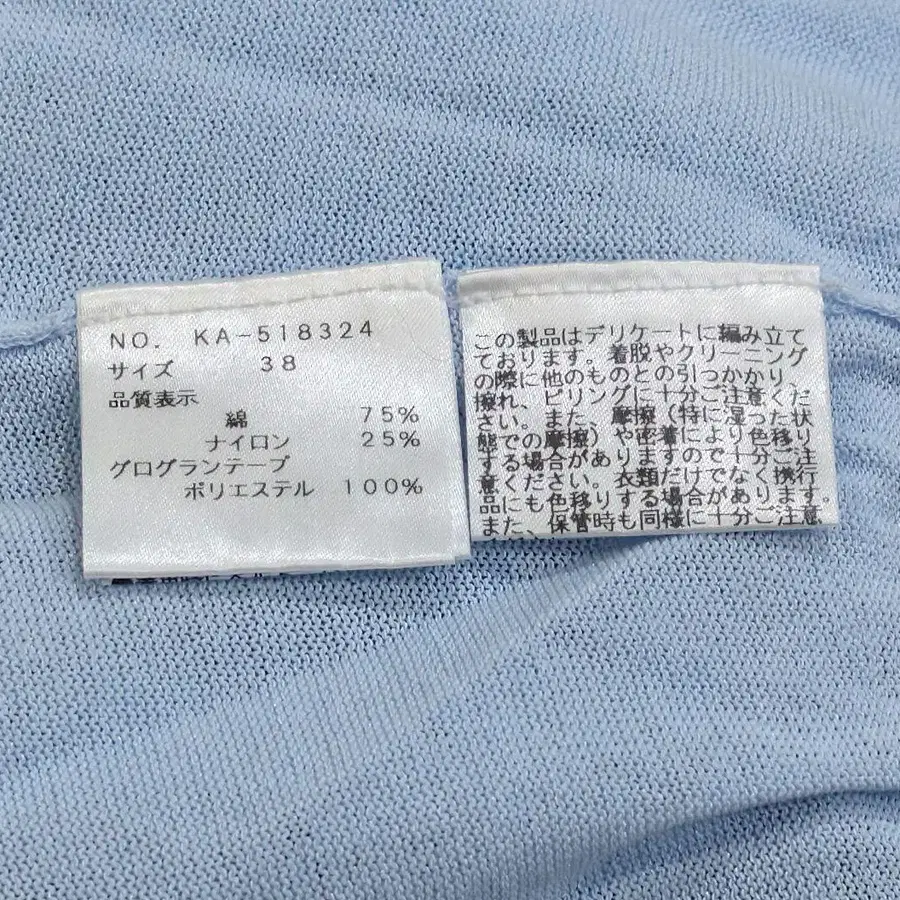 NO. KA-518324
サイズ 38
品質表示
綿 75%
ナイロン 25%
グログランテープ
ポリエステル 100%
この製品はデリケートに編み立て
ております。着脱やクリーニング
の際に他のものとの引っかかり、
擦れ、ピリングに十分ご注意くだ
さい。また、摩擦(特に湿った状
態での摩擦)や密着により色移り
する場合がありますので十分ご注
意ください。衣類だけでなく携行
品にも色移りする場合があります。
また、保管時も同様に十分ご注意